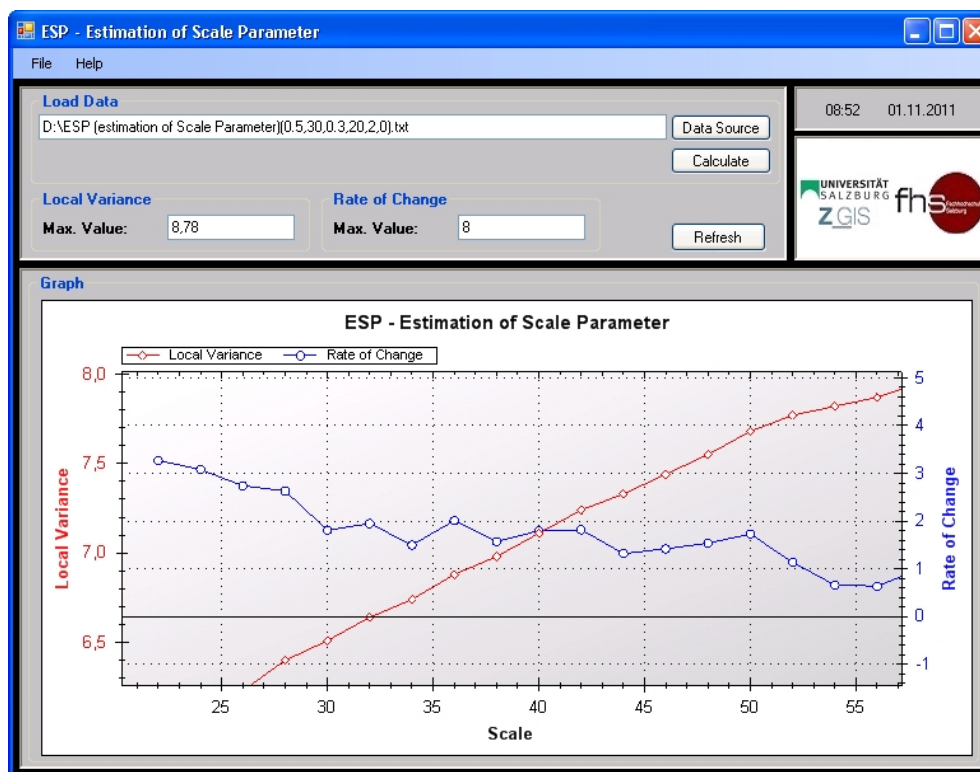 ESP - Estimation of Scale Parameter
File Help
Load Data
D:\ESP (estimation of Scale Parameter)(0.5,30,0.3,20,2,0).txt
Data Source
Calculate
Local Variance
Max. Value: 8,78
Rate of Change
Max. Value: 8
Refresh
08:52 01.11.2011
UNIVERSITÄT
SALZBURG
Z_GIS
fhs
Fachhochschule
Salzburg
Graph
ESP - Estimation of Scale Parameter
Local Variance Rate of Change
8,0
7,5
7,0
6,5
Local Variance
5
4
3
2
1
0
-1
Rate of Change
25 30 35 40 45 50 55
Scale